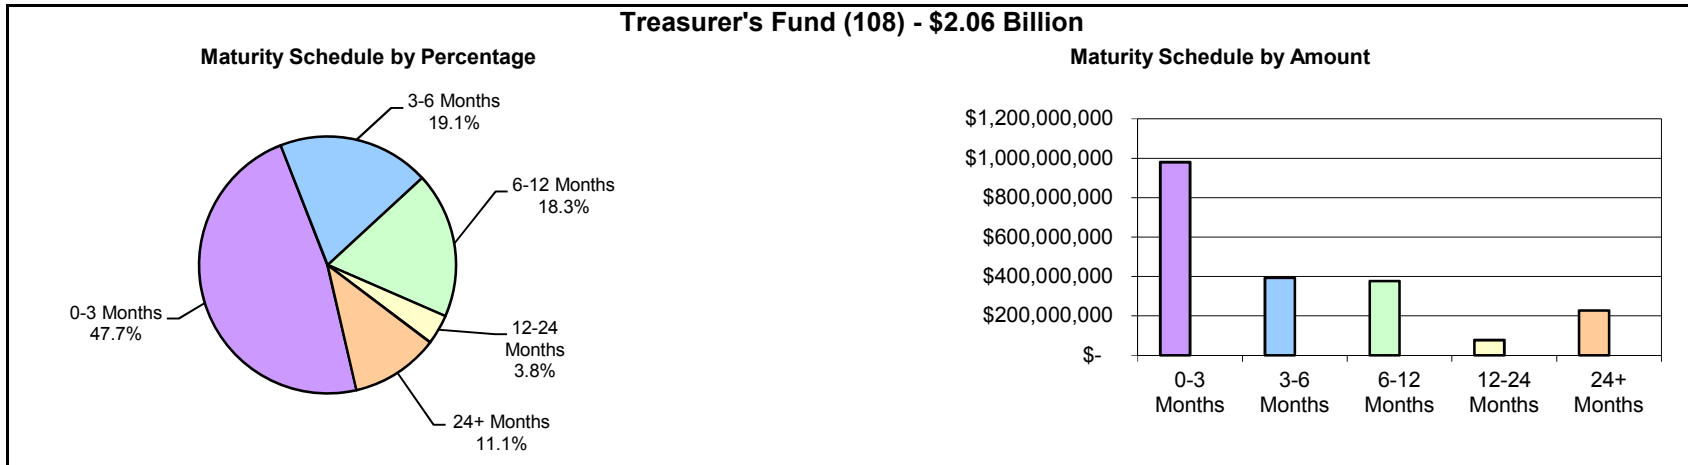 Treasurer's Fund (108) - $2.06 Billion
Maturity Schedule by Percentage
3-6 Months
19.1%
6-12 Months
18.3%
0-3 Months
47.7%
12-24
Months
3.8%
24+ Months
11.1%
Maturity Schedule by Amount
$1,200,000,000
$1,000,000,000
$800,000,000
$600,000,000
$400,000,000
$200,000,000
$-
0-3 3-6 6-12 12-24 24+
Months Months Months Months Months